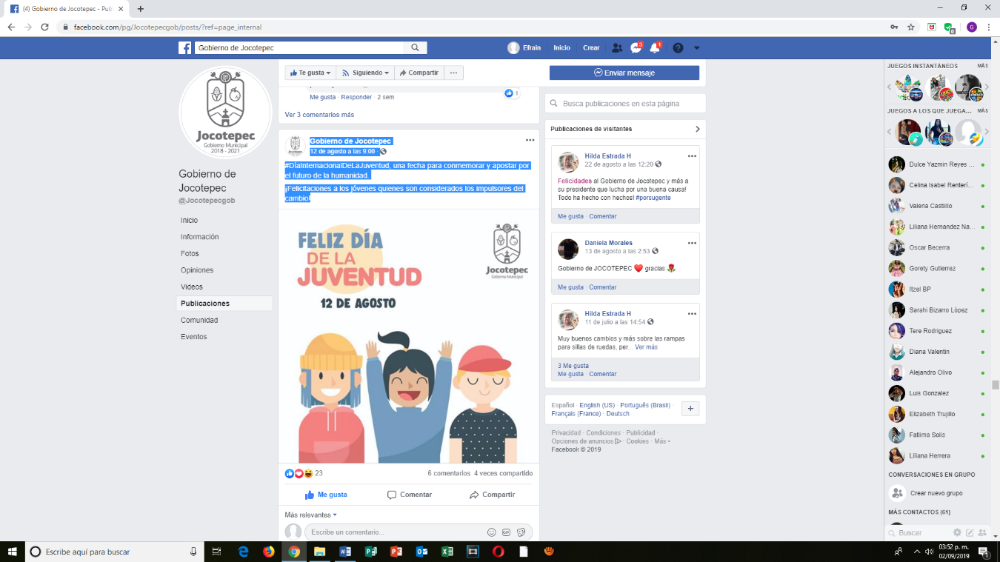 (4) Gobierno de Jocotepec - Pub
facebook.com/pg/Jocotepecgob/posts/?ref=page_internal
Gobierno de Jocotepec
Efrain
Inicio
Crear
3
1
Te gusta
Siguiendo
Compartir
Enviar mensaje
Jocotepec
Gobierno Municipal
2018 - 2021
Gobierno de
Jocotepec
@Jocotepecgob
Inicio
Información
Fotos
Opiniones
Videos
Publicaciones
Comunidad
Eventos
Me gusta · Responder · 2 sem
1
Ver 3 comentarios más
Gobierno de Jocotepec
12 de agosto a las 9:00 ·
#DíaInternacionalDeLaJuventud, una fecha para conmemorar y apostar por
el futuro de la humanidad.
¡Felicitaciones a los jóvenes quienes son considerados los impulsores del
cambio!
FELIZ DÍA
DE LA
JUVENTUD
12 DE AGOSTO
Jocotepec
Gobierno Municipal
23
6 comentarios 4 veces compartido
Me gusta
Comentar
Compartir
Más relevantes
Escribe un comentario...
GIF
Busca publicaciones en esta página
Publicaciones de visitantes
Hilda Estrada H
22 de agosto a las 12:20
Felicidades al Gobierno de Jocotepec y más a
su presidente que lucha por una buena causa!
Todo ha hecho con hechos! #porsugente
Me gusta · Comentar
Daniela Morales
13 de agosto a las 2:53
Gobierno de JOCOTEPEC ❤️ gracias 🌹
Me gusta · Comentar
Hilda Estrada H
11 de julio a las 14:54
Muy buenos cambios y más sobre las rampas
para sillas de ruedas, per... Ver más
3 Me gusta
Me gusta · Comentar
Español · English (US) · Português (Brasil)
Français (France) · Deutsch
Privacidad · Condiciones · Publicidad ·
Opciones de anuncios · Cookies · Más
Facebook © 2019
JUEGOS INSTANTÁNEOS MÁS
UNO
JUEGOS A LOS QUE JUEGA... MÁS
Dulce Yazmin Reyes ...
Celina Isabel Renterí...
Valeria Castillo
Liliana Hernandez Na...
Oscar Becerra
Gorety Gutierrez
Itzel BP
Sarahi Bizarro López
Tere Rodriguez
Diana Valentin
Alejandro Olivo
Luis Gonzalez
Elizabeth Trujillo
Fatiima Solis
Liliana Herrera
CONVERSACIONES EN GRUPO
Crear nuevo grupo
MÁS CONTACTOS (61)
Buscar
Escribe aquí para buscar
03:52 p. m.
02/09/2019
1